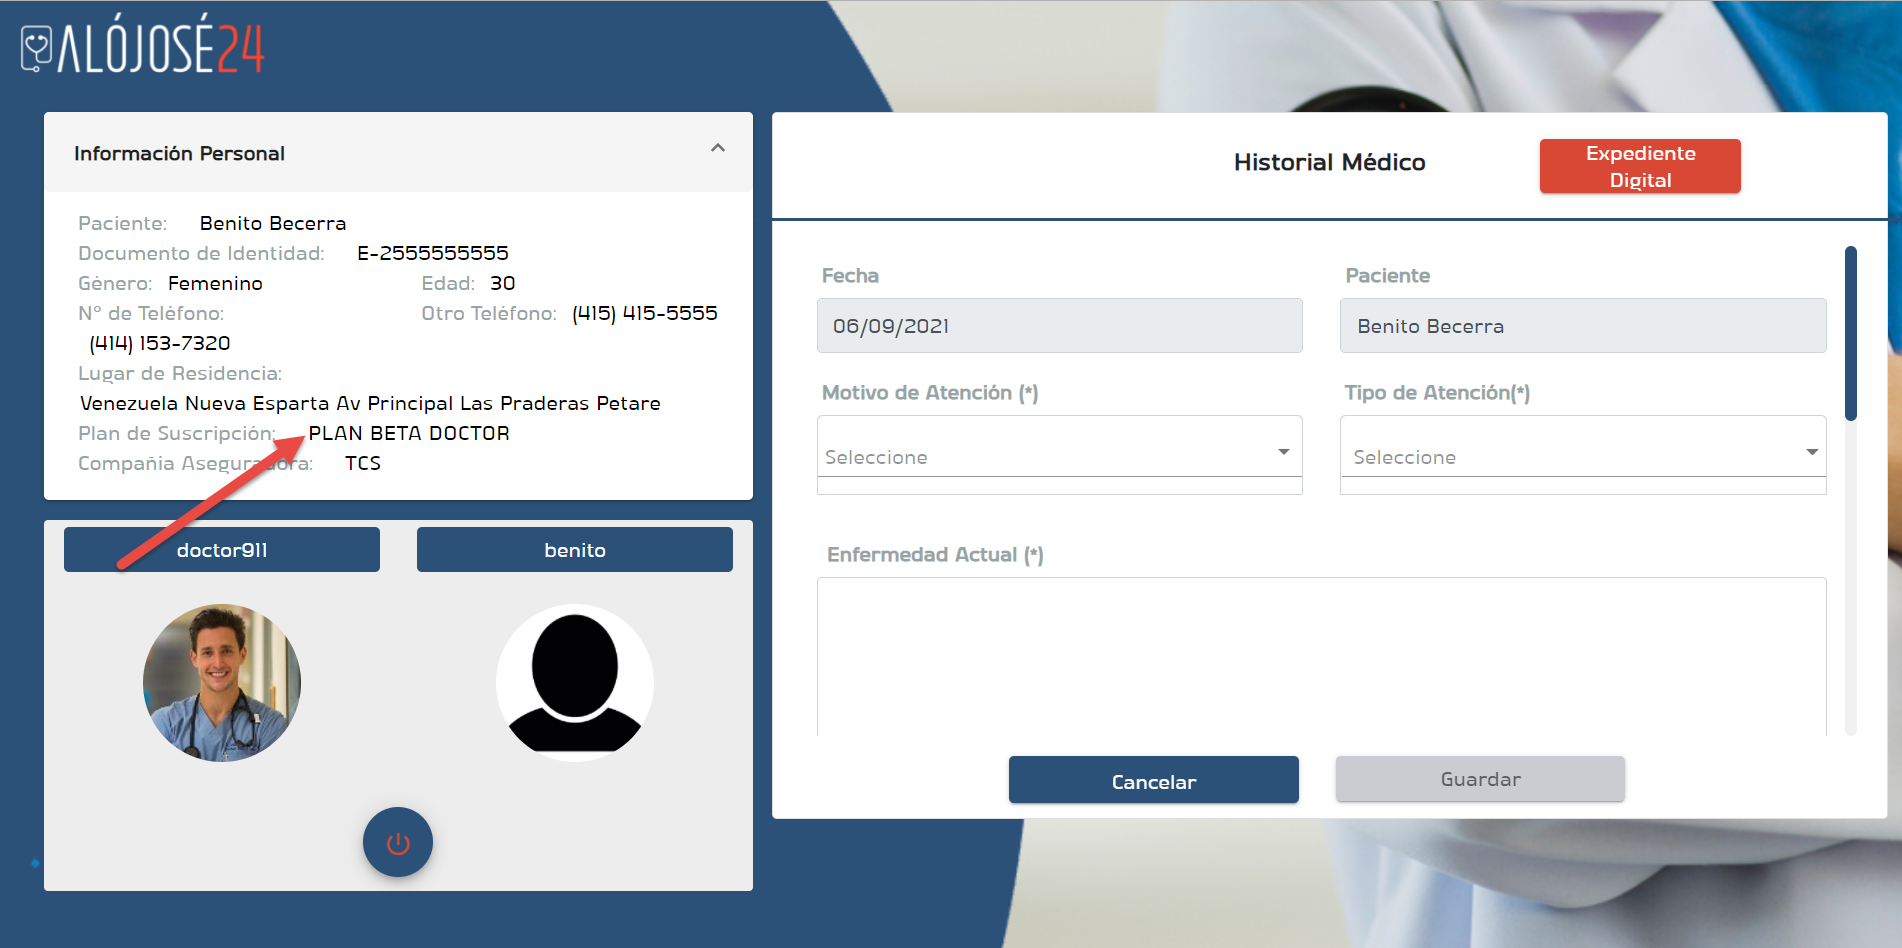 ALÓJOSÉ24
Información Personal
Paciente: Benito Becerra
Documento de Identidad: E-2555555555
Género: Femenino Edad: 30
N° de Teléfono: Otro Teléfono: (415) 415-5555
(414) 153-7320
Lugar de Residencia:
Venezuela Nueva Esparta Av Principal Las Praderas Petare
Plan de Suscripción: PLAN BETA DOCTOR
Compañia Aseguradora: TCS
doctor911 benito
Historial Médico
Expediente
Digital
Fecha Paciente
06/09/2021 Benito Becerra
Motivo de Atención (*) Tipo de Atención(*)
Seleccione Seleccione
Enfermedad Actual (*)
Cancelar Guardar